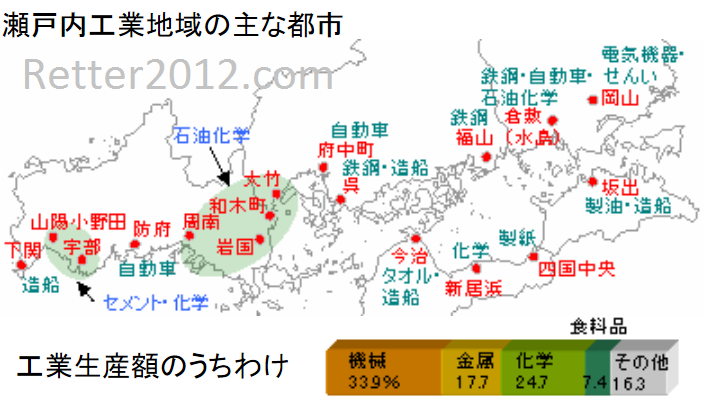 瀬戸内工業地域の主な都市
Retter2012.com
電気機器・
せんい
鉄鋼・自動車・
石油化学
岡山
鉄鋼
倉敷
(水島)
福山
石油化学
自動車
府中町
鉄鋼・造船
呉
大竹
和木町
岩国
周南
防府
自動車
山陽小野田
宇部
下関
造船
セメント・化学
坂出
製油・造船
今治
タオル・
造船
化学
新居浜
製紙
四国中央
食料品
工業生産額のうちわけ
機械 金属 化学 その他
33.9% 17.7 24.7 7.4 16.3